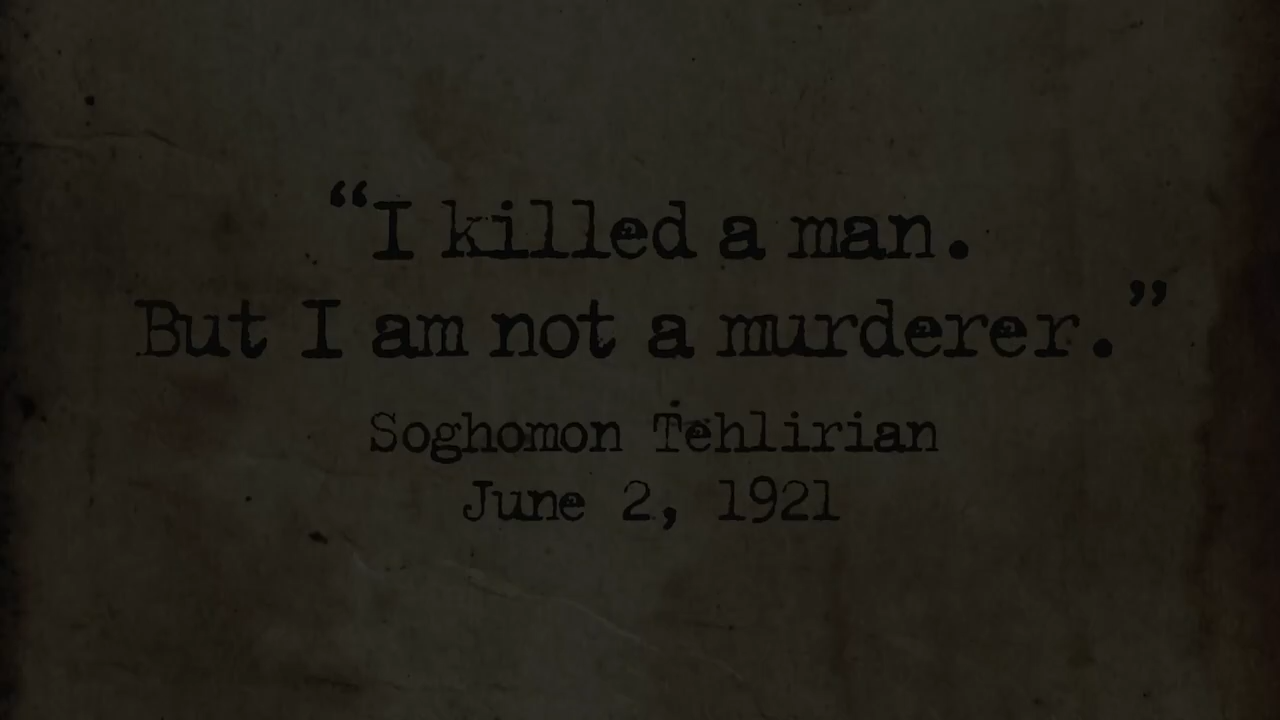 “I killed a man.
But I am not a murderer.”
Soghomon Tehlirian
June 2, 1921